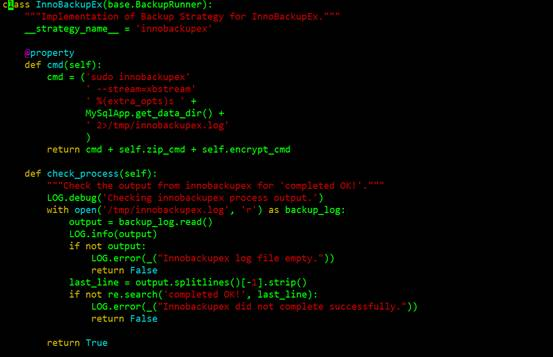 class InnoBackupEx(base.BackupRunner):
    """Implementation of Backup Strategy for InnoBackupEx."""
    __strategy_name__ = 'innobackupex'

    @property
    def cmd(self):
        cmd = ('sudo innobackupex'
               ' --stream=xbstream'
               ' %(extra_opts)s ' +
               MySqlApp.get_data_dir() +
               ' 2>/tmp/innobackupex.log'
               )
        return cmd + self.zip_cmd + self.encrypt_cmd

    def check_process(self):
        """Check the output from innobackupex for 'completed OK!'."""
        LOG.debug('Checking innobackupex process output.')
        with open('/tmp/innobackupex.log', 'r') as backup_log:
            output = backup_log.read()
            LOG.info(output)
            if not output:
                LOG.error(_("Innobackupex log file empty."))
                return False
            last_line = output.splitlines()[-1].strip()
            if not re.search('completed OK!', last_line):
                LOG.error(_("Innobackupex did not complete successfully."))
                return False

        return True